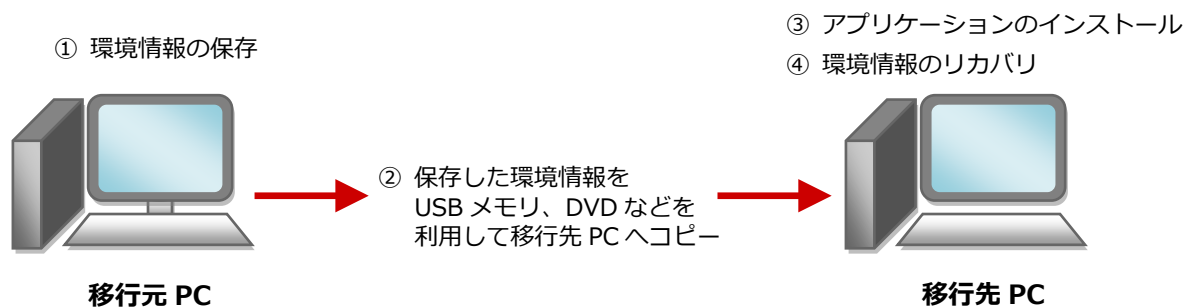 ① 環境情報の保存
③ アプリケーションのインストール
④ 環境情報のリカバリ
② 保存した環境情報を
USB メモリ、DVD などを
利用して移行先 PC へコピー
移行元 PC
移行先 PC